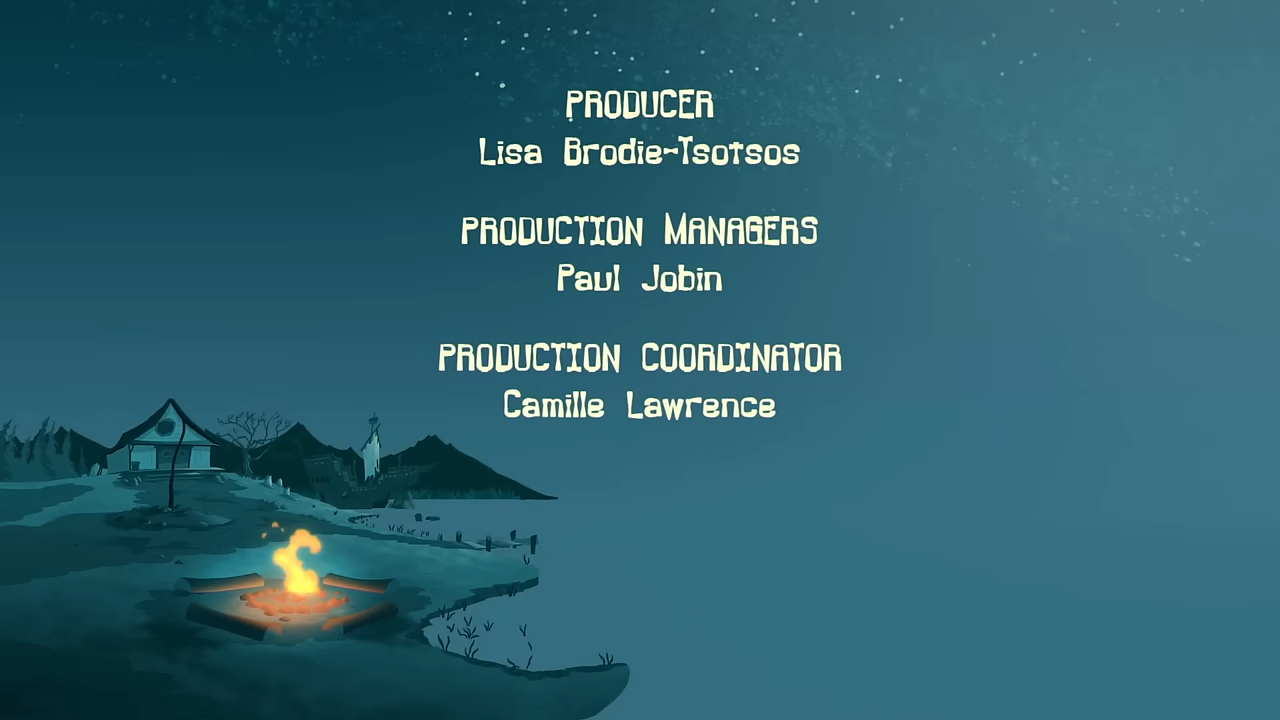 PRODUCER
Lisa Brodie-Tsotsos
PRODUCTION MANAGERS
Paul Jobin
PRODUCTION COORDINATOR
Camille Lawrence